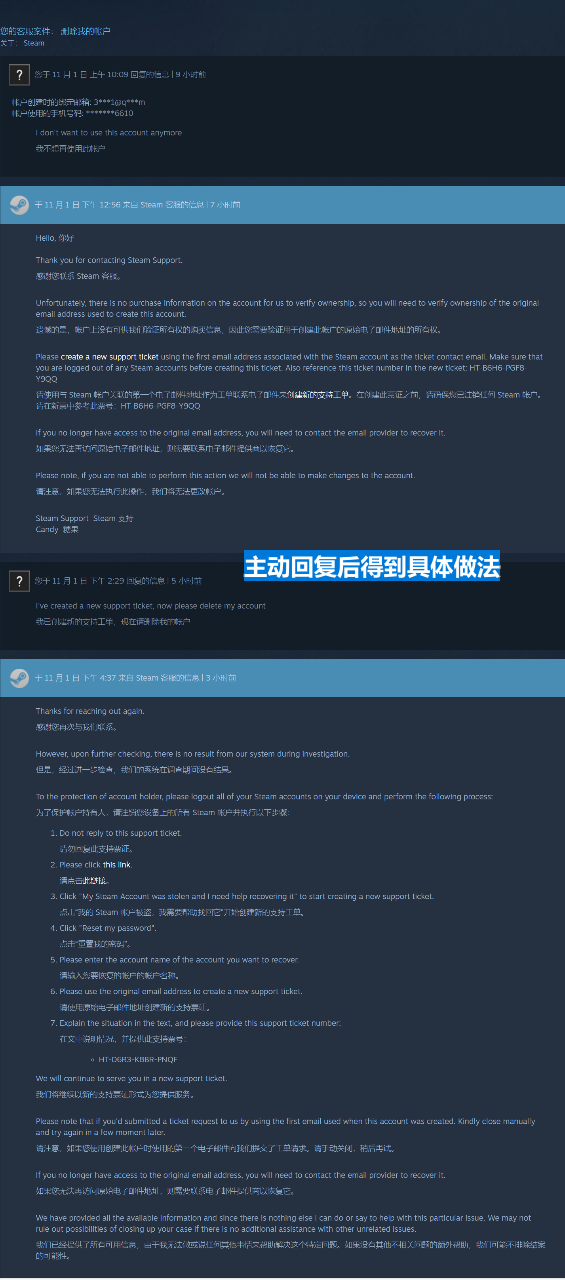 您的客服案件： 删除我的帐户
关于： Steam
?
您于 11 月 1 日 上午 10:09 回复的信息 | 9 小时前
帐户创建时的绑定邮箱: 3***1@q***m
帐户使用的手机号码: *******6610
I don't want to use this account anymore
我不想再使用此帐户
于 11 月 1 日 下午 12:56 来自 Steam 客服的信息 | 7 小时前
Hello, 你好
Thank you for contacting Steam Support.
感谢您联系 Steam 客服。
Unfortunately, there is no purchase information on the account for us to verify ownership, so you will need to verify ownership of the original
email address used to create this account.
遗憾的是，帐户上没有可供我们验证所有权的购买信息，因此您需要验证用于创建此帐户的原始电子邮件地址的所有权。
Please create a new support ticket using the first email address associated with the Steam account as the ticket contact email. Make sure that
you are logged out of any Steam accounts before creating this ticket. Also reference this ticket number in the new ticket: HT-B6H6-PGF8-
Y9QQ
请使用与 Steam 帐户关联的第一个电子邮件地址作为工单联系电子邮件来创建新的支持工单。在创建此票证之前，请确保您已注销任何 Steam 帐户。
请在新票中参考此票号：HT-B6H6-PGF8-Y9QQ
If you no longer have access to the original email address, you will need to contact the email provider to recover it.
如果您无法再访问原始电子邮件地址，则需要联系电子邮件提供商以恢复它。
Please note, if you are not able to perform this action we will not be able to make changes to the account.
请注意，如果您无法执行此操作，我们将无法更改帐户。
Steam Support Steam 支持
Candy 糖果
主动回复后得到具体做法
?
您于 11 月 1 日 下午 2:29 回复的信息 | 5 小时前
I've created a new support ticket, now please delete my account
我已创建新的支持工单，现在请删除我的帐户
于 11 月 1 日 下午 4:37 来自 Steam 客服的信息 | 3 小时前
Thanks for reaching out again.
感谢您再次与我们联系。
However, upon further checking, there is no result from our system during investigation.
但是，经过进一步检查，我们的系统在调查期间没有结果。
To the protection of account holder, please logout all of your Steam accounts on your device and perform the following process:
为了保护帐户持有人，请注销您设备上的所有 Steam 帐户并执行以下步骤：
1. Do not reply to this support ticket.
请勿回复此支持票证。
2. Please click this link.
请点击此链接。
3. Click "My Steam Account was stolen and I need help recovering it" to start creating a new support ticket.
点击"我的 Steam 帐户被盗，我需要帮助找回它"开始创建新的支持工单。
4. Click "Reset my password".
点击"重置我的密码"。
5. Please enter the account name of the account you want to recover.
请输入您要恢复的帐户的帐户名称。
6. Please use the original email address to create a new support ticket.
请使用原始电子邮件地址创建新的支持票证。
7. Explain the situation in the text, and please provide this support ticket number:
在文中说明情况，并提供此支持票号：
HT-D6R3-KBBR-PNQF
We will continue to serve you in a new support ticket.
我们将继续以新的支持票证形式为您提供服务。
Please note that if you'd submitted a ticket request to us by using the first email used when this account was created. Kindly close manually
and try again in a few moment later.
请注意，如果您使用创建此帐户时使用的第一个电子邮件向我们提交了工单请求。请手动关闭，稍后再试。
If you no longer have access to the original email address, you will need to contact the email provider to recover it.
如果您无法再访问原始电子邮件地址，则需要联系电子邮件提供商以恢复它。
We have provided all the available information and since there is nothing else I can do or say to help with this particular issue. We may not
rule out possibilities of closing up your case if there is no additional assistance with other unrelated issues.
我们已经提供了所有可用信息，由于我无法做或说任何其他事情来帮助解决这个特定问题。如果没有其他不相关问题的额外帮助，我们可能不排除结案
的可能性。